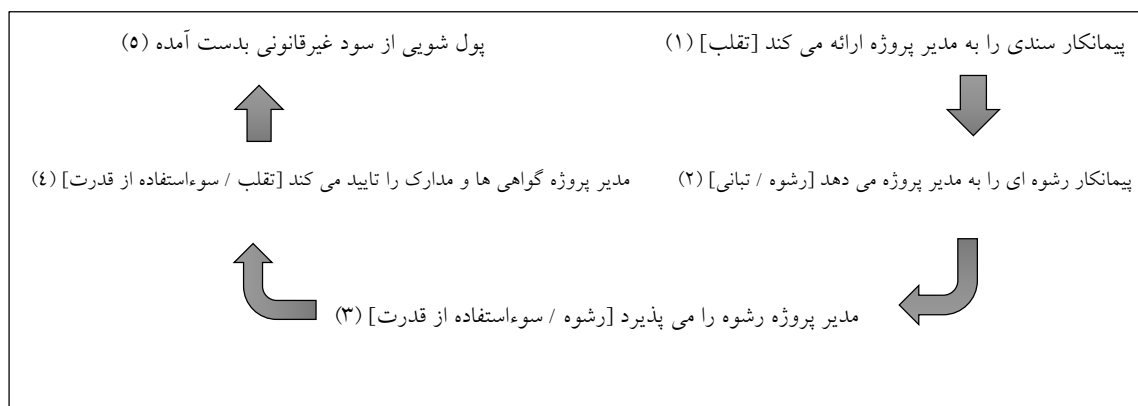 پیمانکار سندی را به مدیر پروژه ارائه می کند [تقلب] (۱)
پیمانکار رشوه ای را به مدیر پروژه می دهد [رشوه / تبانی] (۲)
مدیر پروژه رشوه را می پذیرد [رشوه / سوءاستفاده از قدرت] (۳)
مدیر پروژه گواهی ها و مدارک را تایید می کند [تقلب / سوءاستفاده از قدرت] (٤)
پول شویی از سود غیرقانونی بدست آمده (٥)